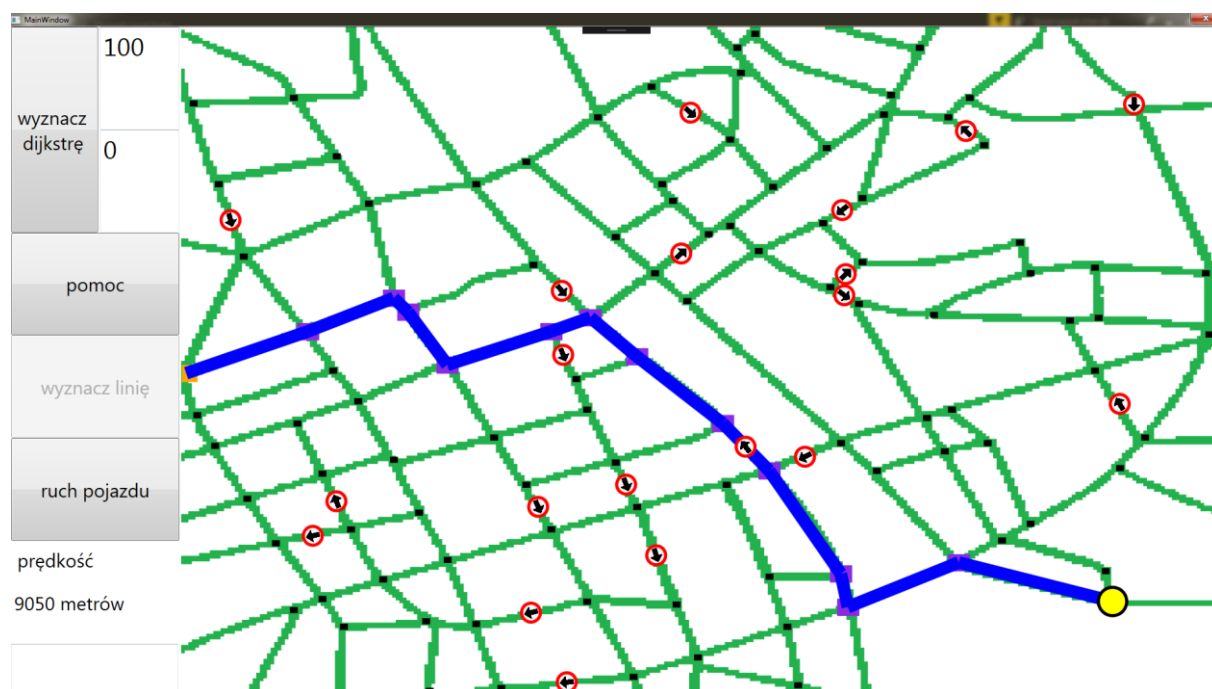 MainWindow
100
wyznacz
dijkstrę
0
pomoc
wyznacz linię
ruch pojazdu
prędkość
9050 metrów